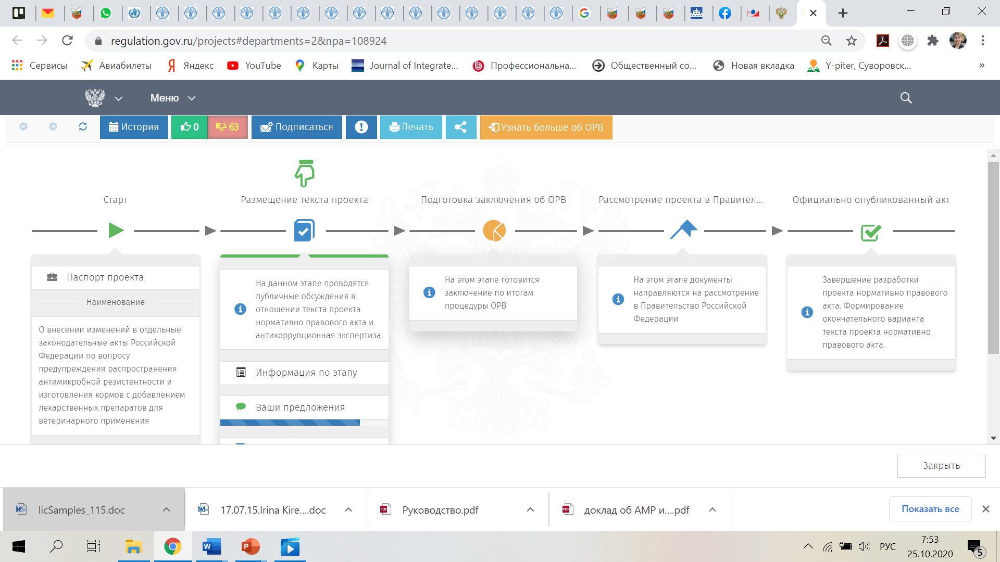 regulation.gov.ru/projects#departments=2&npa=108924
Сервисы
Авиабилеты
Яндекс
YouTube
Карты
Journal of Integrate...
Профессиональна...
Общественный со...
Новая вкладка
Y-piter, Суворовск...
»
Меню
История
0
63
Подписаться
Печать
Узнать больше об ОРВ
Старт
Размещение текста проекта
Подготовка заключения об ОРВ
Рассмотрение проекта в Правител...
Официально опубликованный акт
Паспорт проекта
Наименование
О внесении изменений в отдельные
законодательные акты Российской
Федерации по вопросу
предупреждения распространения
антимикробной резистентности и
изготовления кормов с добавлением
лекарственных препаратов для
ветеринарного применения
На данном этапе проводятся
публичные обсуждения в
отношении текста проекта
нормативно правового акта и
антикоррупционная экспертиза
Информация по этапу
Ваши предложения
На этом этапе готовится
заключение по итогам
процедуры ОРВ
На этом этапе документы
направляются на рассмотрение
в Правительство Российской
Федерации
Завершение разработки
проекта нормативно правового
акта. Формирование
окончательного варианта
текста проекта нормативно
правового акта.
Закрыть
licSamples_115.doc
17.07.15.Irina Kire....doc
Руководство.pdf
доклад об АМР и....pdf
Показать все
РУС
7:53
25.10.2020
5